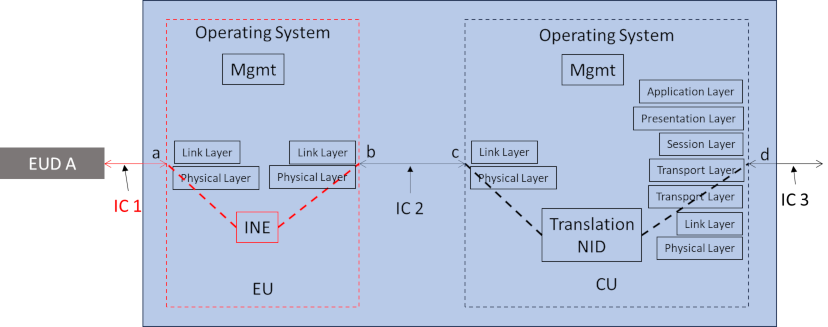 Operating System
Mgmt
Operating System
Mgmt
Application Layer
Presentation Layer
Session Layer
Transport Layer
Transport Layer
Link Layer
Physical Layer
EUD A
IC 1
a
Link Layer
Physical Layer
Link Layer
Physical Layer
b
INE
EU
IC 2
c
Link Layer
Physical Layer
Translation
NID
CU
d
IC 3